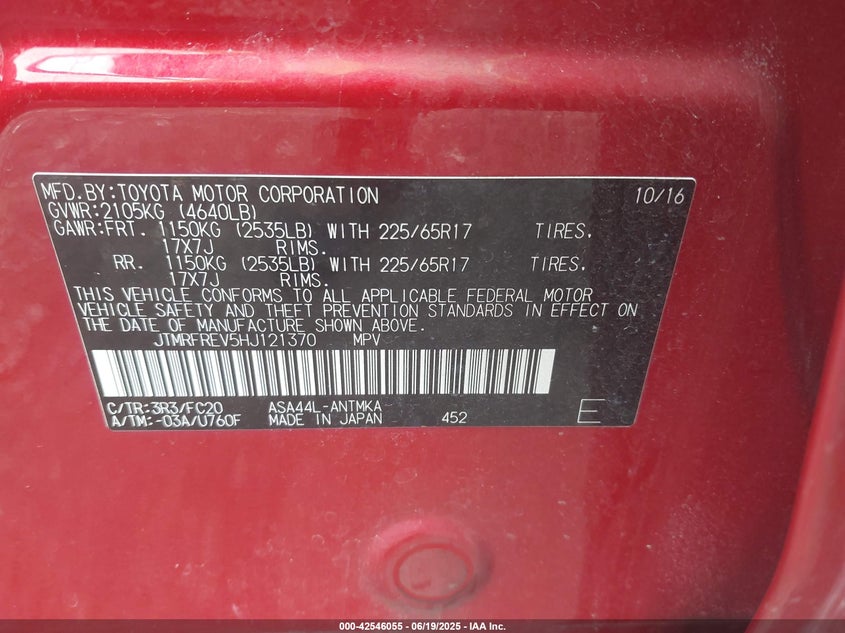 MFD.BY:TOYOTA MOTOR CORPORATION 10/16
GVWR:2105KG (4640LB)
GAWR:FRT. 1150KG (2535LB) WITH 225/65R17 TIRES,
17X7J RIMS.
RR. 1150KG (2535LB) WITH 225/65R17 TIRES,
17X7J RIMS.
THIS VEHICLE CONFORMS TO ALL APPLICABLE FEDERAL MOTOR
VEHICLE SAFETY AND THEFT PREVENTION STANDARDS IN EFFECT ON
THE DATE OF MANUFACTURE SHOWN ABOVE.
JTMRFREV5HJ121370 MPV
C/TR:3R3/FC20 ASA44L-ANTMKA
A/TM:-03A/U760F MADE IN JAPAN 452 E
000-42546055 - 06/19/2025 - IAA Inc.